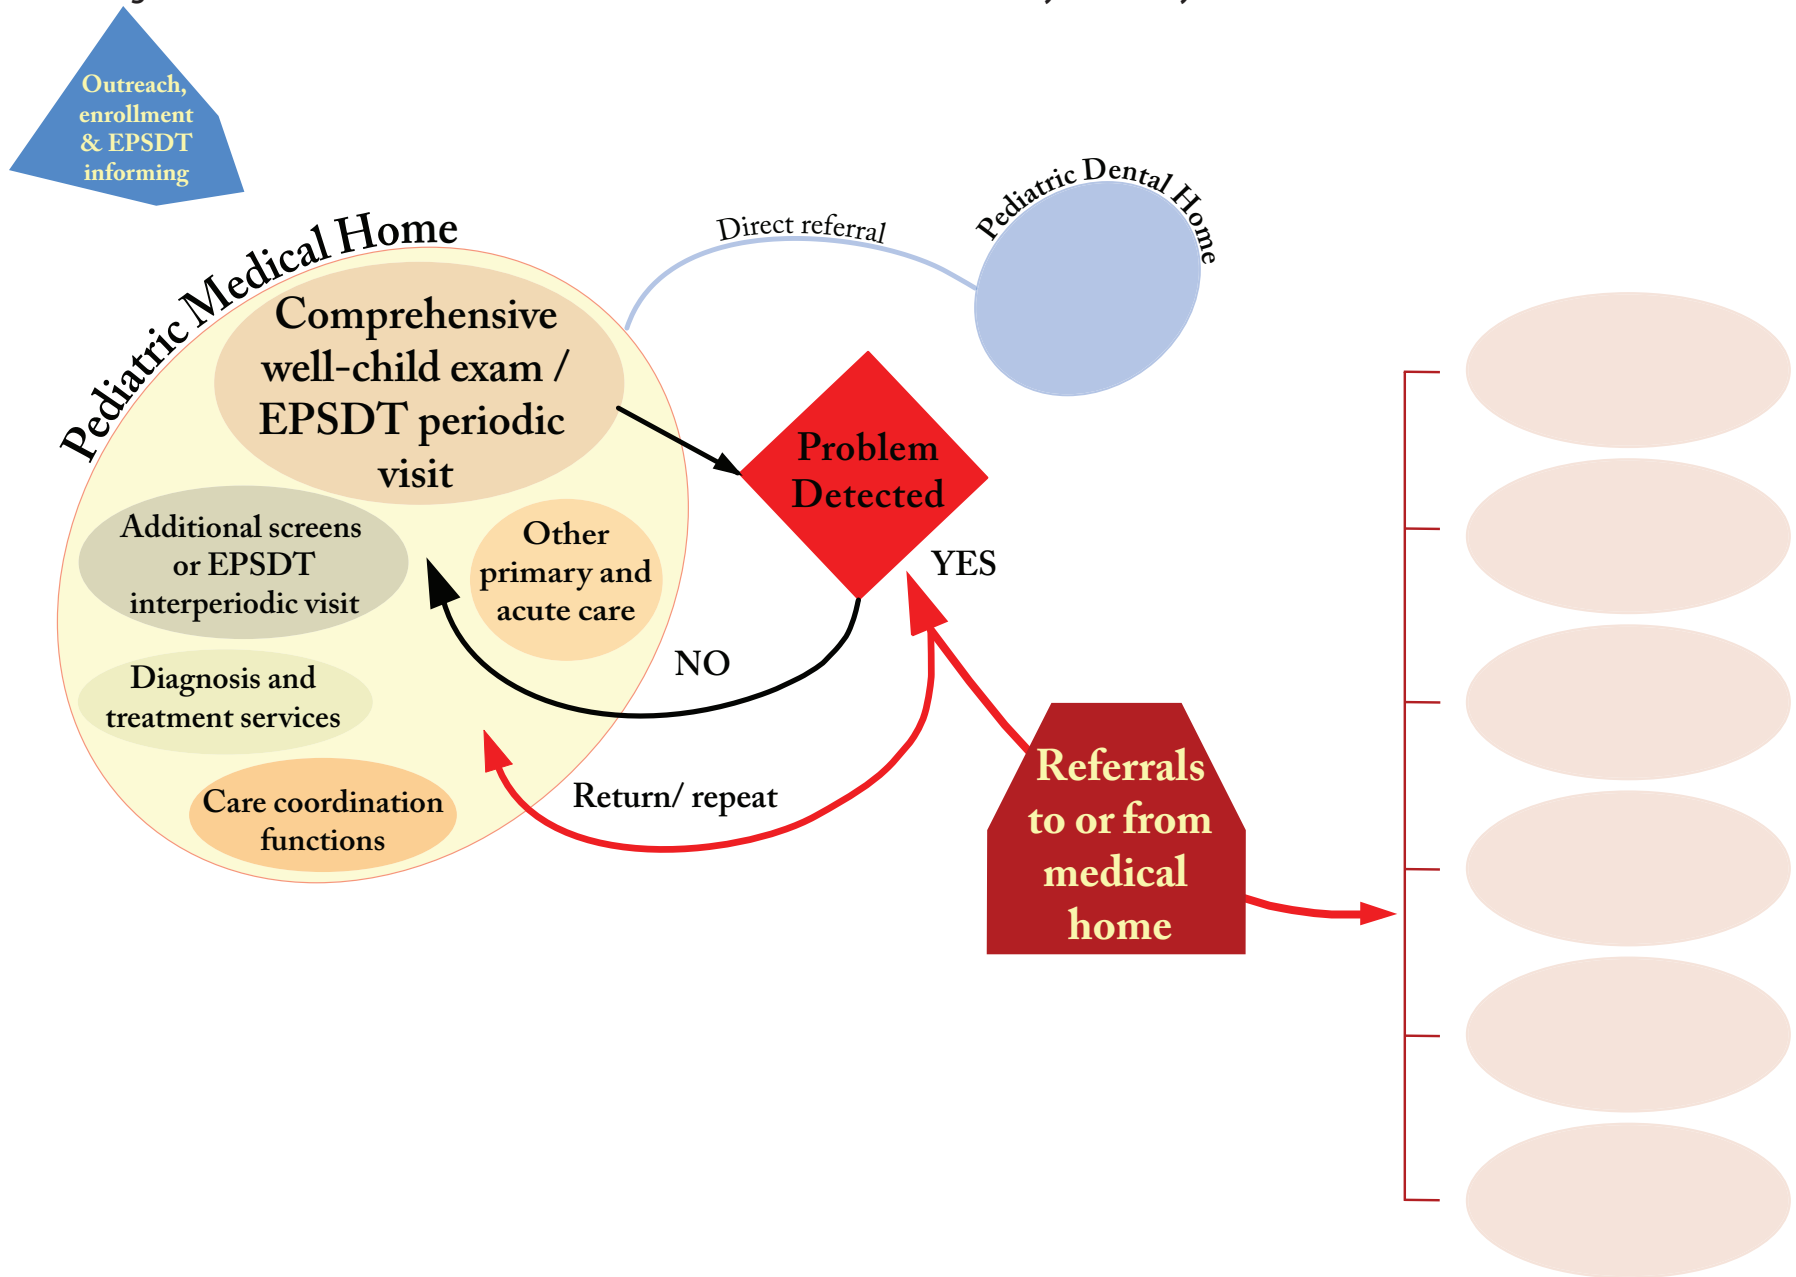 Outreach,
enrollment
& EPSDT
informing
Pediatric Medical Home
Comprehensive
well-child exam /
EPSDT periodic
visit
Additional screens
or EPSDT
interperiodic visit
Other
primary and
acute care
Diagnosis and
treatment services
Care coordination
functions
Direct referral
Pediatric Dental Home
Problem
Detected
YES
NO
Return/ repeat
Referrals
to or from
medical
home